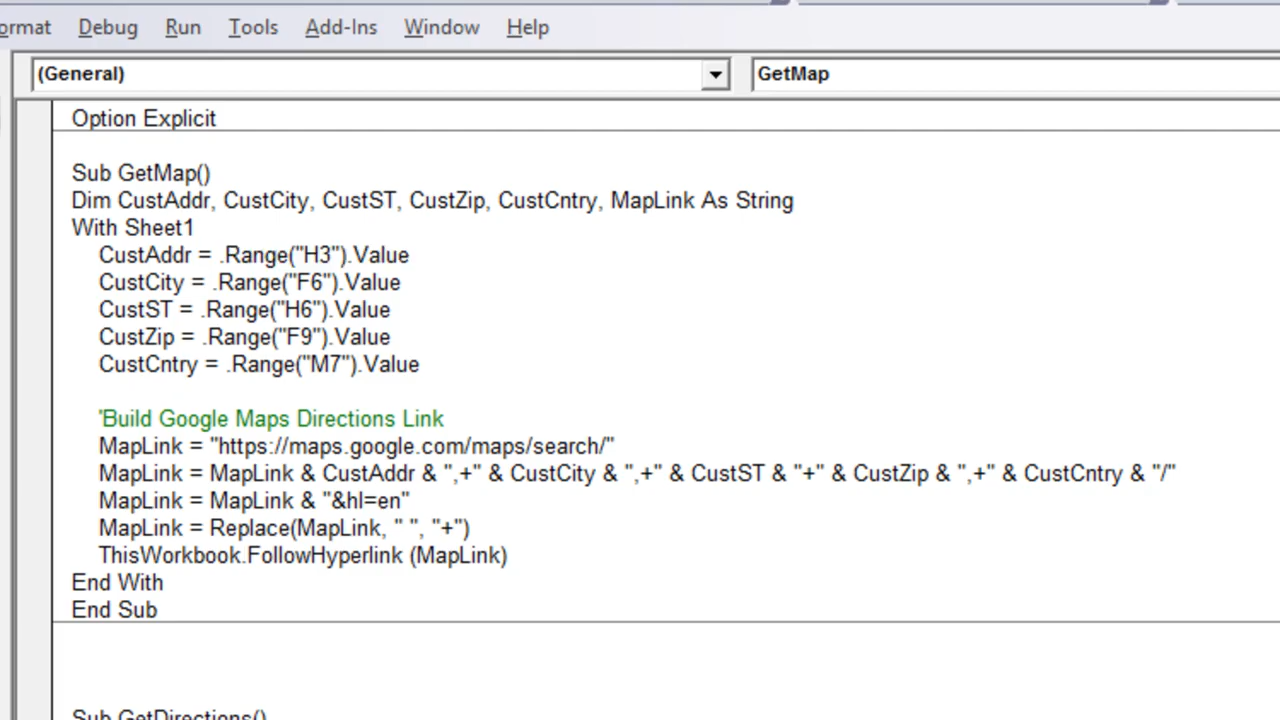 ormat Debug Run Tools Add-Ins Window Help
(General) GetMap
Option Explicit
Sub GetMap()
Dim CustAddr, CustCity, CustST, CustZip, CustCntry, MapLink As String
With Sheet1
CustAddr = .Range("H3").Value
CustCity = .Range("F6").Value
CustST = .Range("H6").Value
CustZip = .Range("F9").Value
CustCntry = .Range("M7").Value
'Build Google Maps Directions Link
MapLink = "https://maps.google.com/maps/search/"
MapLink = MapLink & CustAddr & ",+" & CustCity & ",+" & CustST & "+" & CustZip & ",+" & CustCntry & "/"
MapLink = MapLink & "&hl=en"
MapLink = Replace(MapLink, " ", "+")
ThisWorkbook.FollowHyperlink (MapLink)
End With
End Sub
Sub GetDirections()